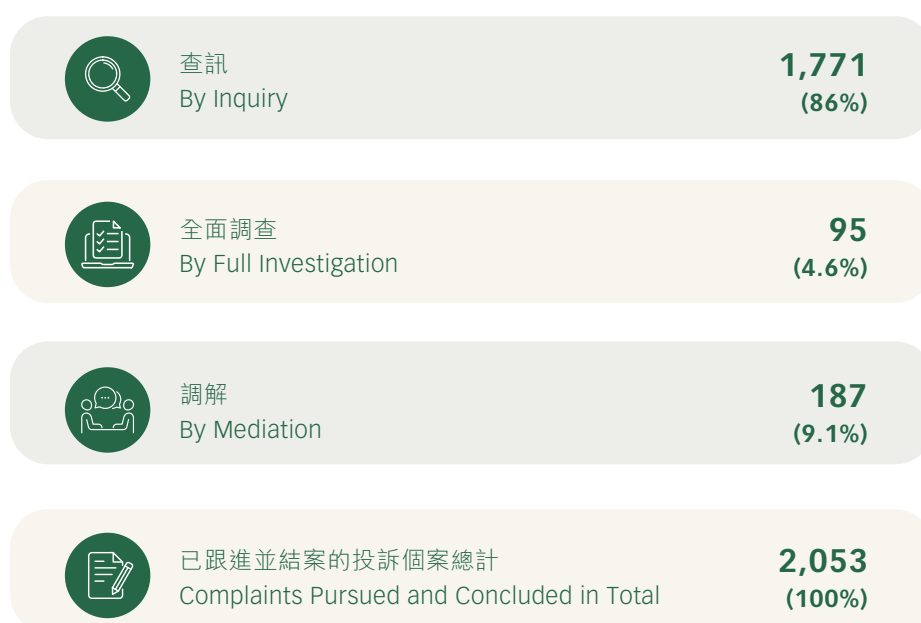 查訊
By Inquiry
1,771
(86%)
全面調查
By Full Investigation
95
(4.6%)
調解
By Mediation
187
(9.1%)
已跟進並結案的投訴個案總計
Complaints Pursued and Concluded in Total
2,053
(100%)